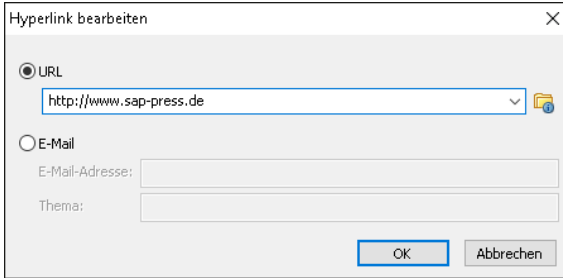 Hyperlink bearbeiten
URL
http://www.sap-press.de
E-Mail
E-Mail-Adresse:
Thema:
OK Abbrechen